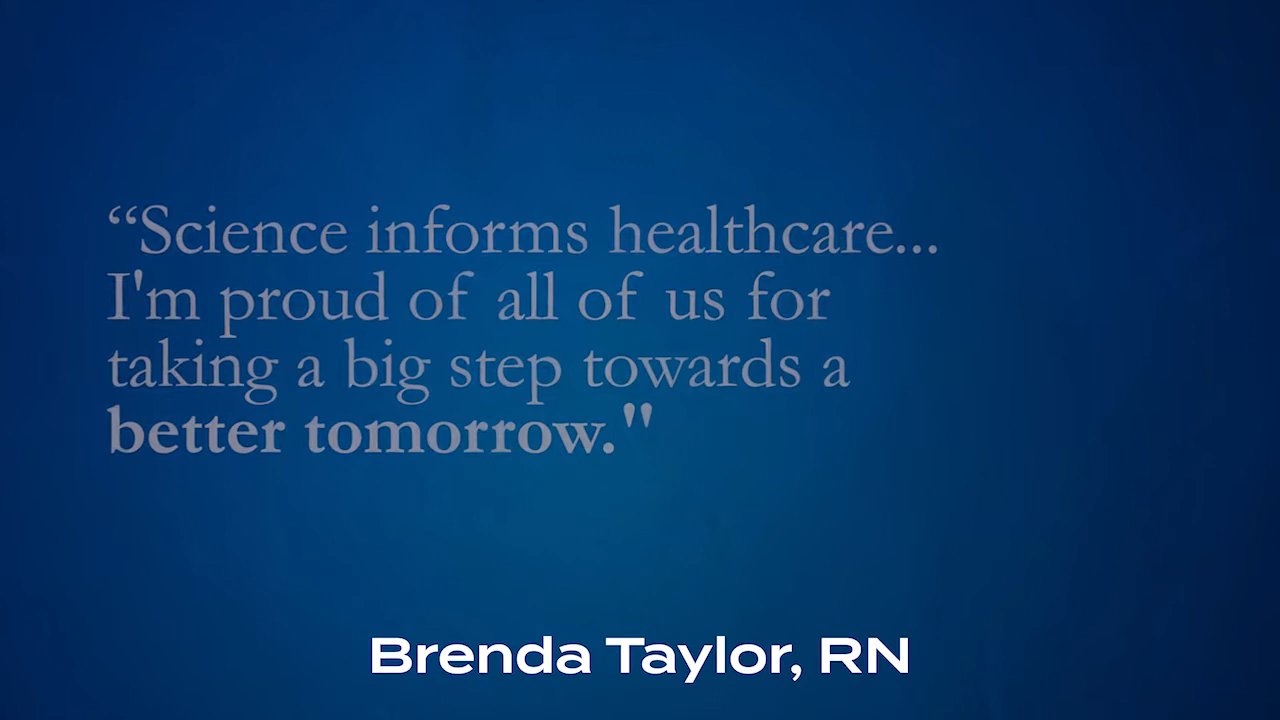 “Science informs healthcare...
I'm proud of all of us for
taking a big step towards a
better tomorrow."
Brenda Taylor, RN